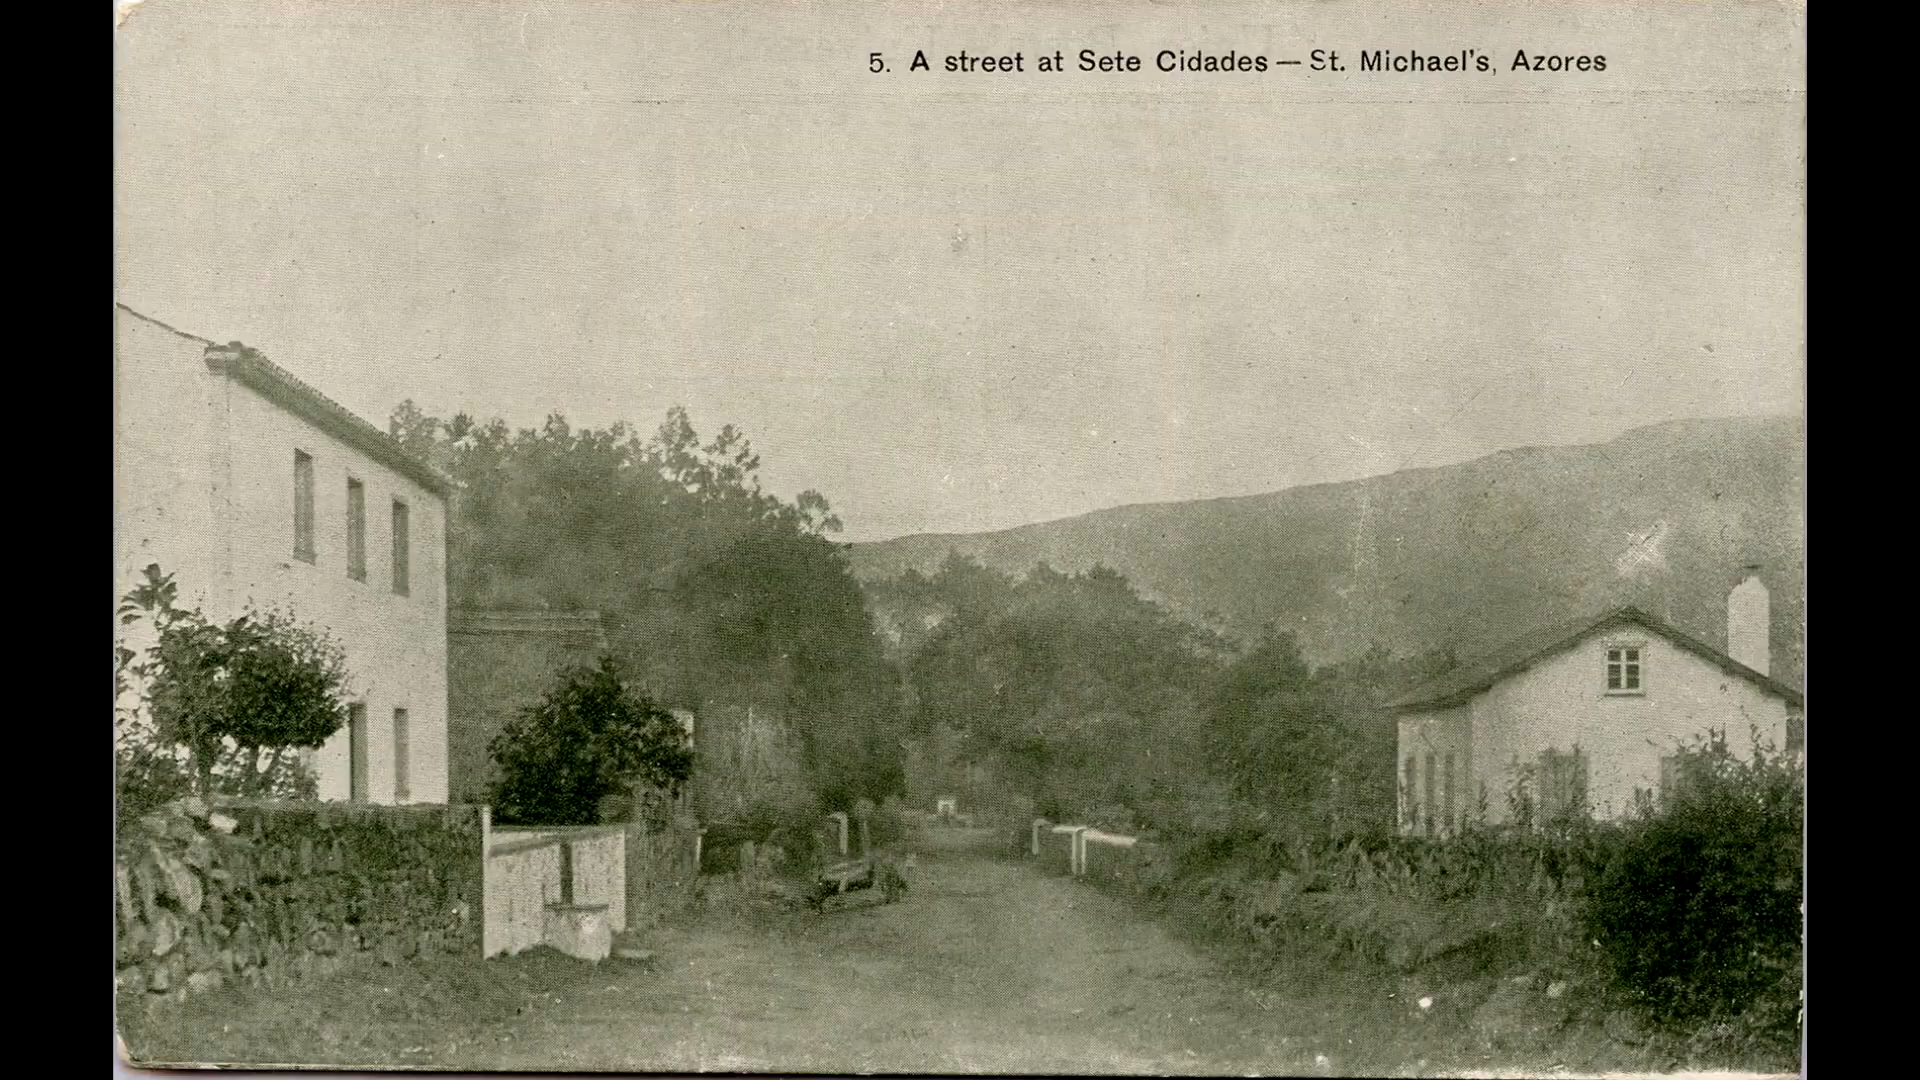 5. A street at Sete Cidades — St. Michael's, Azores